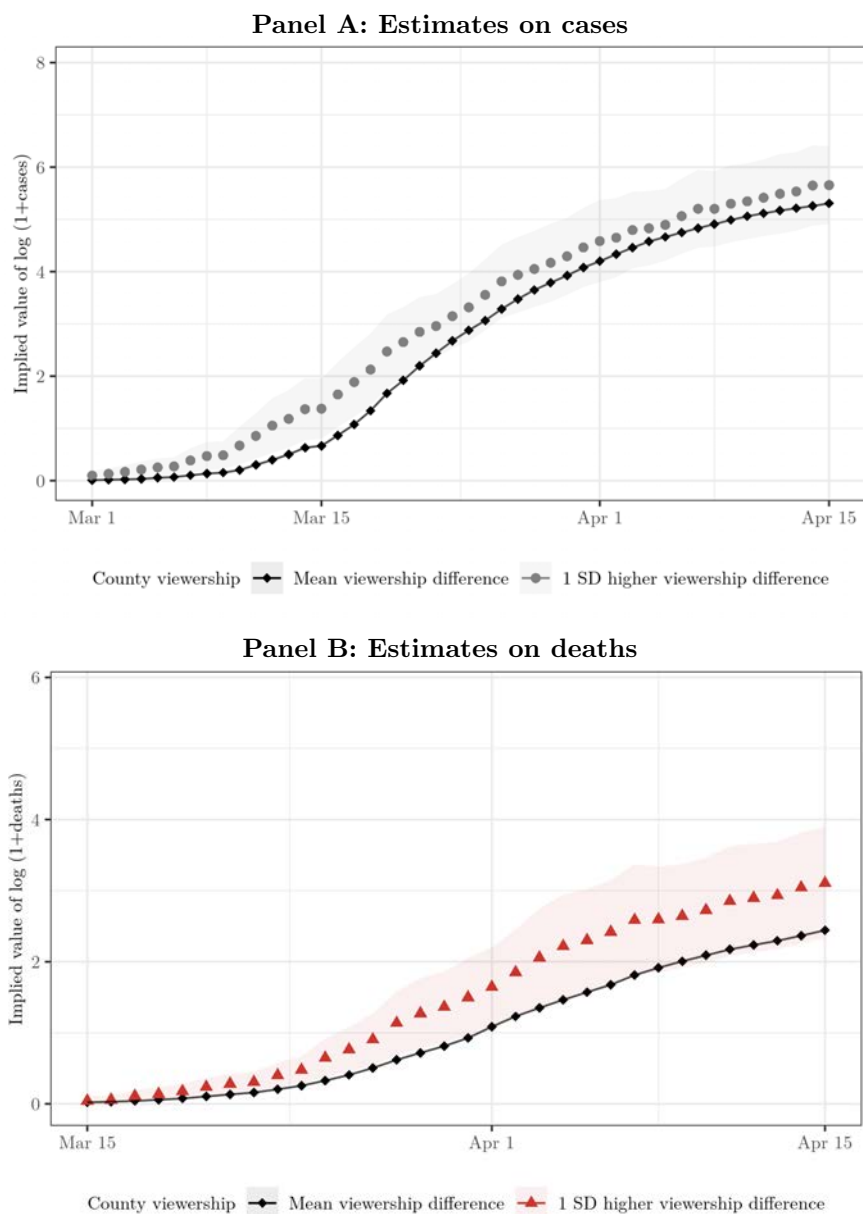 Panel A: Estimates on cases
Implied value of log (1+cases)
8
6
4
2
0
Mar 1 Mar 15 Apr 1 Apr 15
County viewership Mean viewership difference 1 SD higher viewership difference
Panel B: Estimates on deaths
Implied value of log (1+deaths)
6
4
2
0
Mar 15 Apr 1 Apr 15
County viewership Mean viewership difference 1 SD higher viewership difference